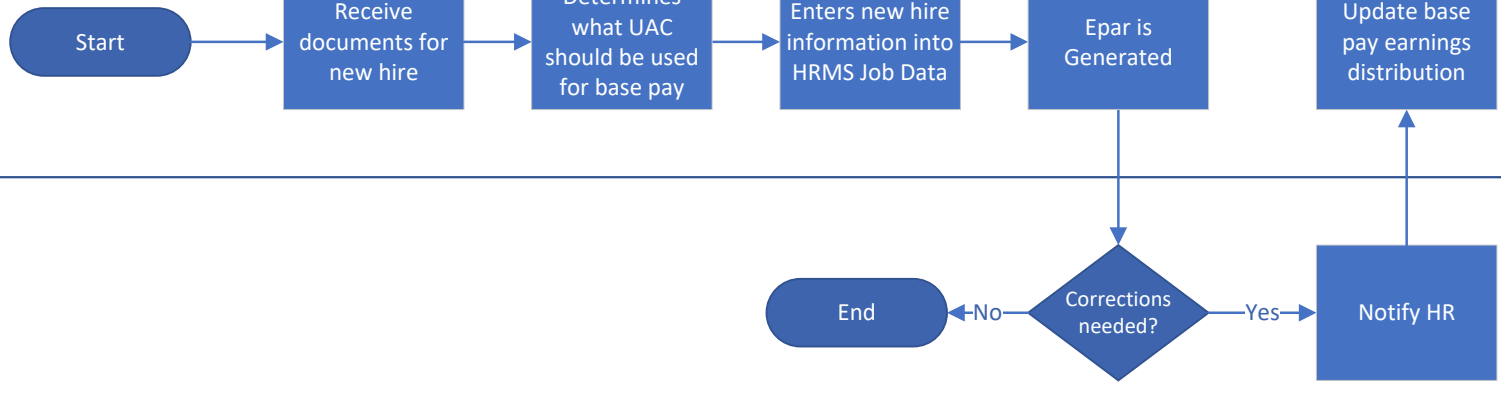 Start
Receive
documents for
new hire
Determines
what UAC
should be used
for base pay
Enters new hire
information into
HRMS Job Data
Epar is
Generated
Update base
pay earnings
distribution
End
No
Corrections
needed?
Yes
Notify HR